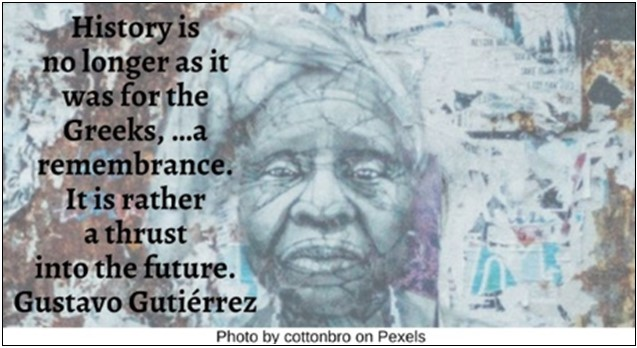 History is
no longer as it
was for the
Greeks, ...a
remembrance.
It is rather
a thrust
into the future.
Gustavo Gutiérrez
Photo by cottonbro on Pexels